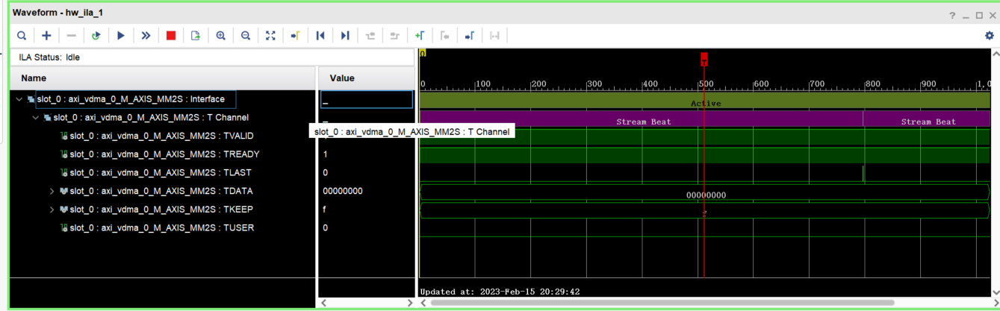 Waveform - hw_ila_1
ILA Status: Idle
Name Value
0
T
0 100 200 300 400 500 600 700 800 900 1,0
slot_0 : axi_vdma_0_M_AXIS_MM2S : Interface _ Active
slot_0 : axi_vdma_0_M_AXIS_MM2S : T Channel _ Stream Beat Stream Beat
slot_0 : axi_vdma_0_M_AXIS_MM2S : T Channel
slot_0 : axi_vdma_0_M_AXIS_MM2S : TVALID
slot_0 : axi_vdma_0_M_AXIS_MM2S : TREADY 1
slot_0 : axi_vdma_0_M_AXIS_MM2S : TLAST 0
slot_0 : axi_vdma_0_M_AXIS_MM2S : TDATA 00000000 00000000
slot_0 : axi_vdma_0_M_AXIS_MM2S : TKEEP f
slot_0 : axi_vdma_0_M_AXIS_MM2S : TUSER 0
Updated at: 2023-Feb-15 20:29:42